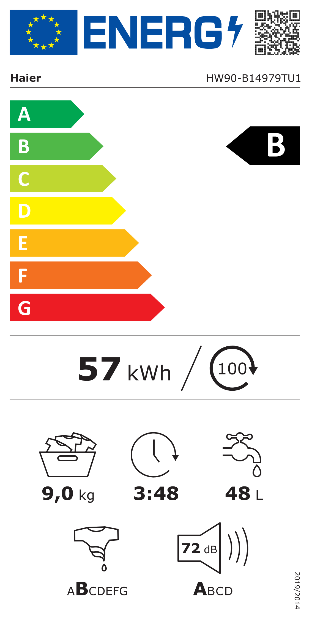 ENERG
Haier HW90-B14979TU1
A
B
B
C
D
E
F
G
57 kWh / 100
9,0 kg
3:48
48 L
72 dB
ABCDEFG
ABCD
2019/2014